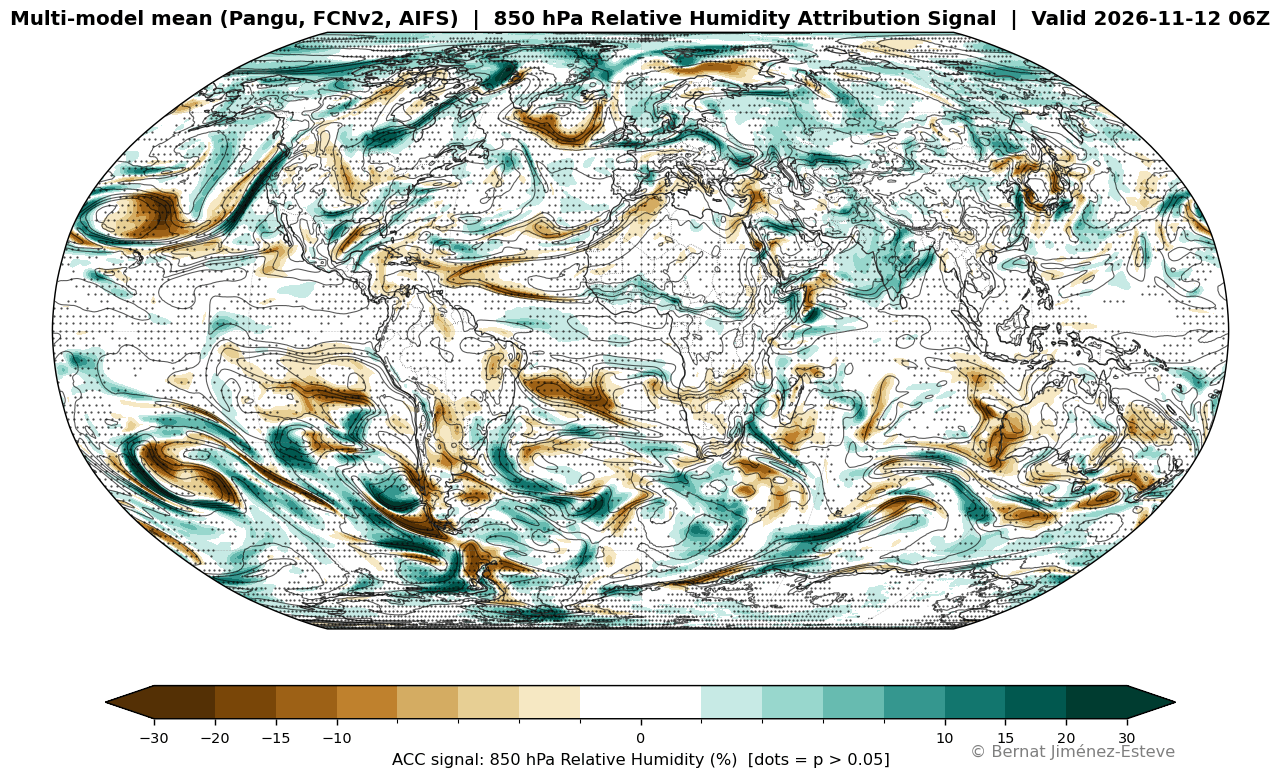 Multi-model mean (Pangu, FCNv2, AIFS)  |  850 hPa Relative Humidity Attribution Signal  |  Valid 2026-11-12 06Z
−30 −20 −15 −10 0 10 15 20 30
ACC signal: 850 hPa Relative Humidity (%)  [dots = p > 0.05]
© Bernat Jiménez-Esteve